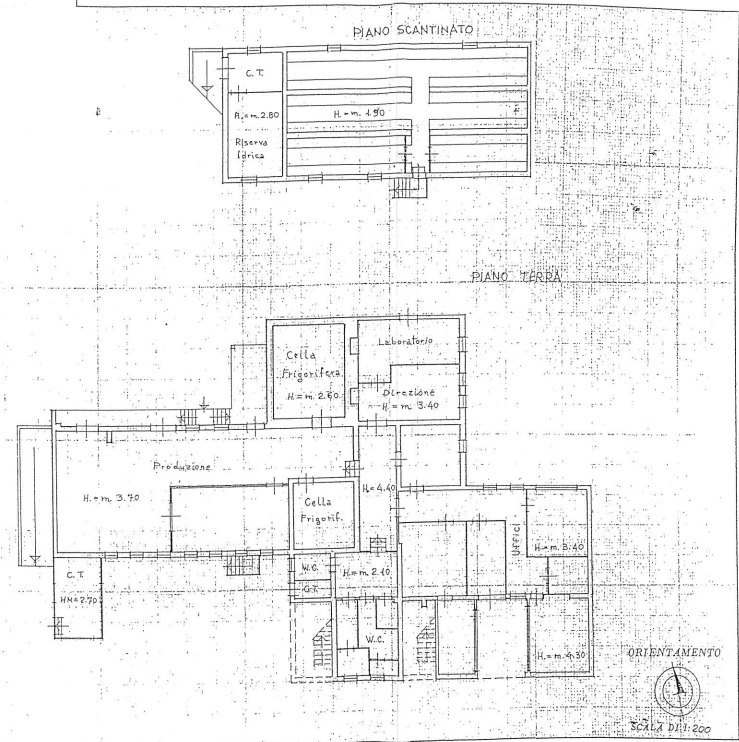 PIANO SCANTINATO
C.T.
H.=m.2.80
H.=m.1.90
Riserva
Idrica
PIANO TERRA
Laboratorio
Cella
Frigorifera
H.=m.2.60
Direzione
H=m.3.40
Produzione
H.=m.3.70
H.=4.40
Cella
Frigorif.
UFFICI
H.=m.3.40
W.C.
H=m.2.10
C.T.
HM=2.70
W.C.
H.=m.4.30
ORIENTAMENTO
SCALA DI 1:200